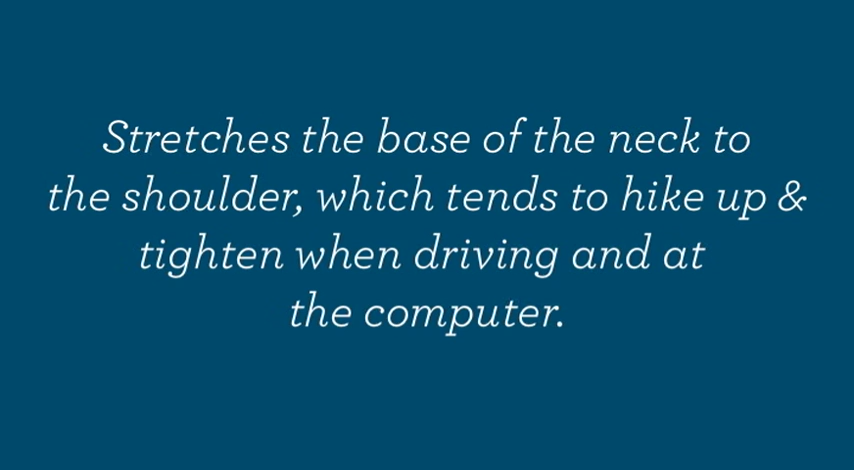 Stretches the base of the neck to
the shoulder, which tends to hike up &
tighten when driving and at
the computer.